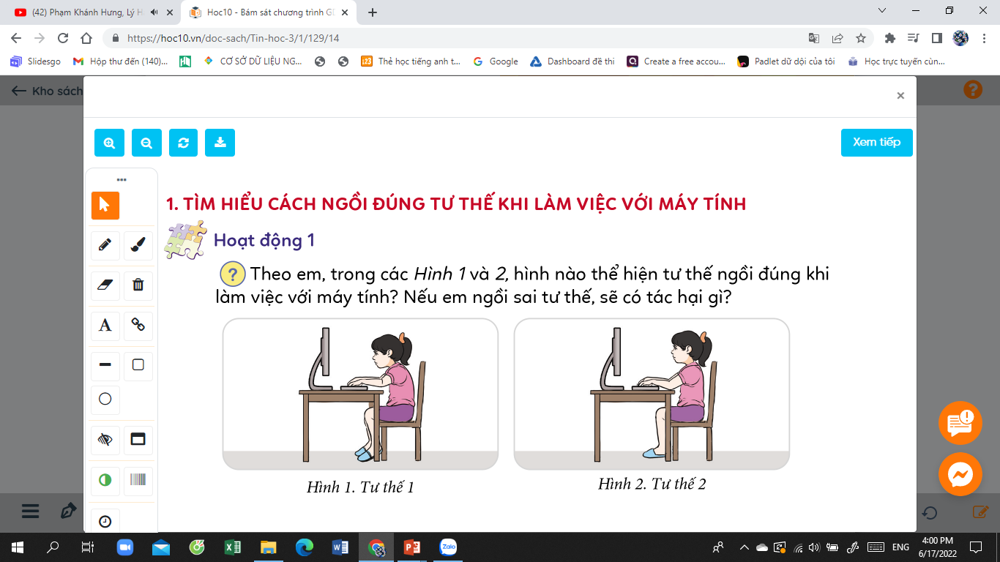 (42) Phạm Khánh Hưng, Lý H
Hoc10 - Bám sát chương trình GD
https://hoc10.vn/doc-sach/Tin-hoc-3/1/129/14
Slidesgo
Hộp thư đến (140)...
CƠ SỞ DỮ LIỆU NG...
Thẻ học tiếng anh t...
Google
Dashboard đề thi
Create a free accou...
Padlet dữ dội của tôi
Học trực tuyến cùn...
Kho sách
Xem tiếp
1. TÌM HIỂU CÁCH NGỒI ĐÚNG TƯ THẾ KHI LÀM VIỆC VỚI MÁY TÍNH
Hoạt động 1
? Theo em, trong các Hình 1 và 2, hình nào thể hiện tư thế ngồi đúng khi
làm việc với máy tính? Nếu em ngồi sai tư thế, sẽ có tác hại gì?
Hình 1. Tư thế 1
Hình 2. Tư thế 2
Zalo
ENG
4:00 PM
6/17/2022